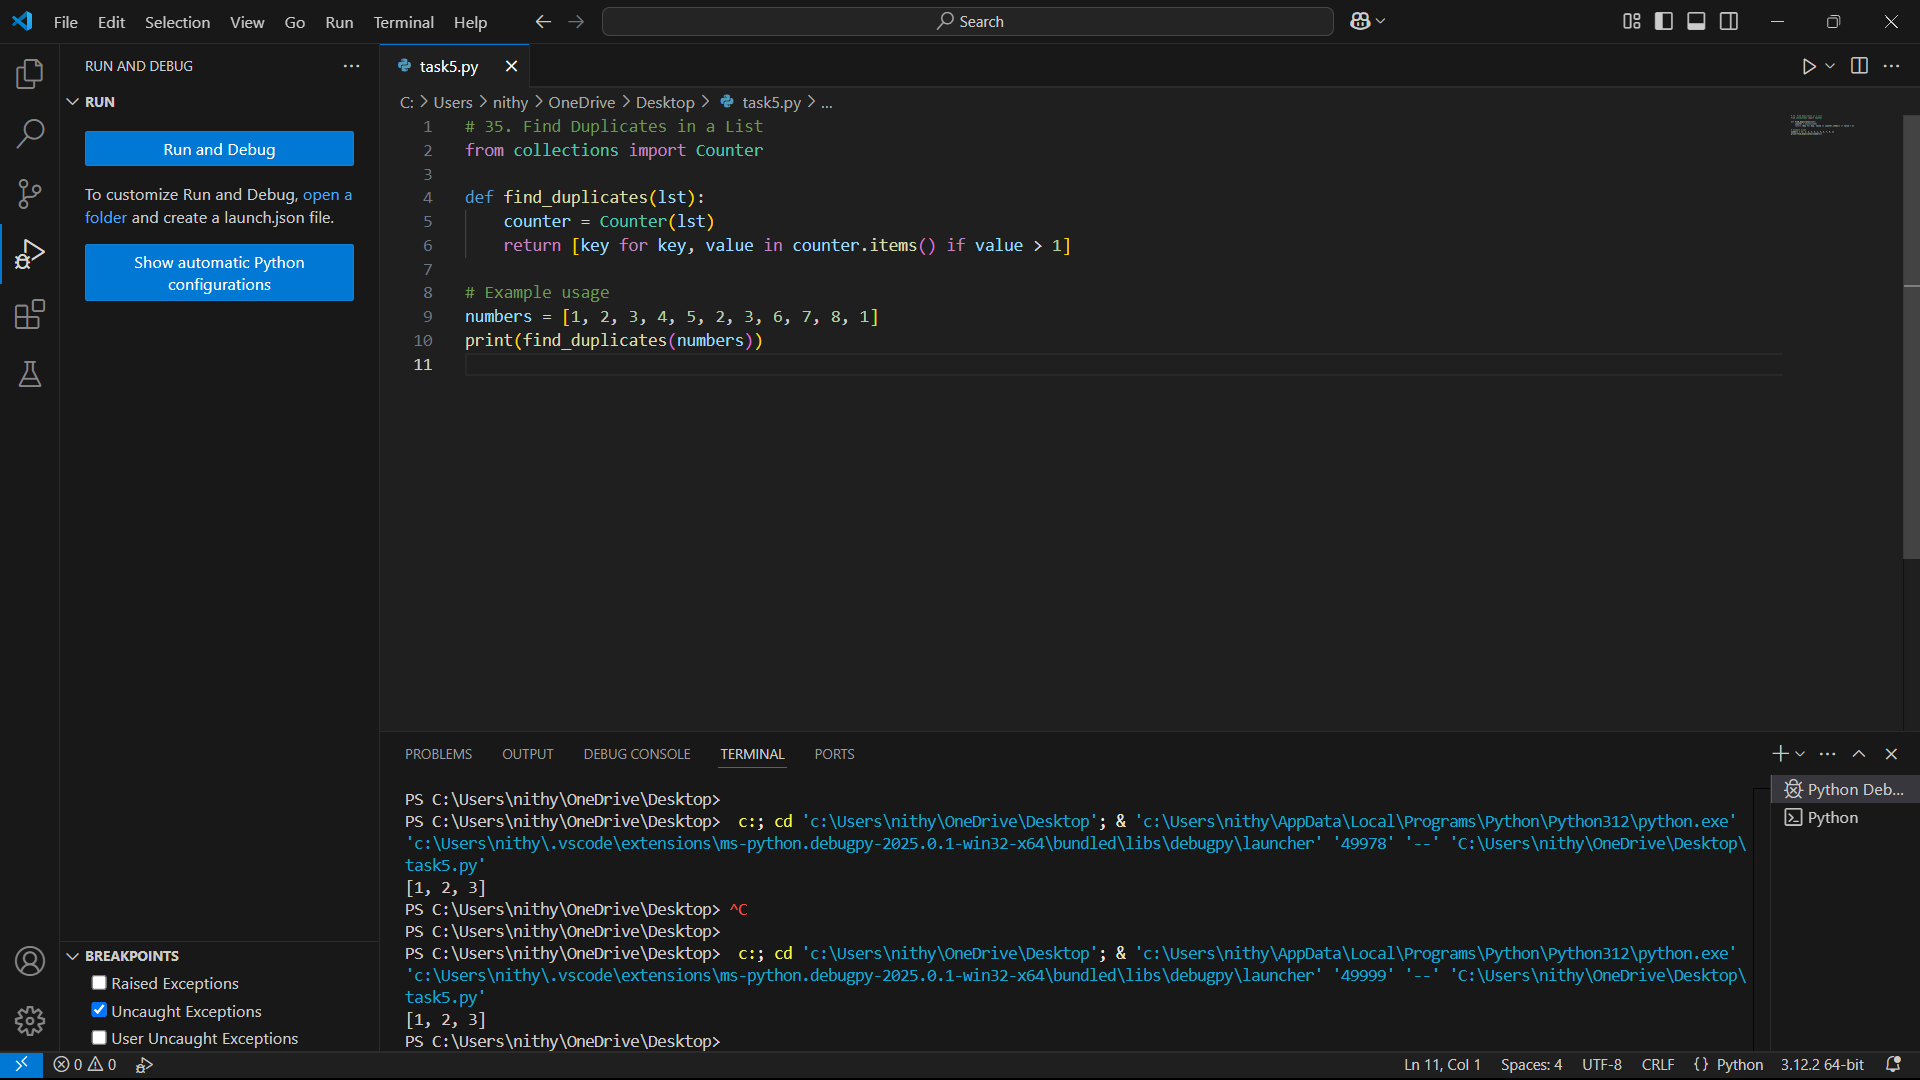 File Edit Selection View Go Run Terminal Help
Search
RUN AND DEBUG
RUN
Run and Debug
To customize Run and Debug, open a
folder and create a launch.json file.
Show automatic Python
configurations
BREAKPOINTS
Raised Exceptions
Uncaught Exceptions
User Uncaught Exceptions
task5.py
C: > Users > nithy > OneDrive > Desktop > task5.py > ...
1 # 35. Find Duplicates in a List
2 from collections import Counter
3
4 def find_duplicates(lst):
5     counter = Counter(lst)
6     return [key for key, value in counter.items() if value > 1]
7
8 # Example usage
9 numbers = [1, 2, 3, 4, 5, 2, 3, 6, 7, 8, 1]
10 print(find_duplicates(numbers))
11
PROBLEMS OUTPUT DEBUG CONSOLE TERMINAL PORTS
PS C:\Users\nithy\OneDrive\Desktop>
PS C:\Users\nithy\OneDrive\Desktop>  c:; cd 'c:\Users\nithy\OneDrive\Desktop'; & 'c:\Users\nithy\AppData\Local\Programs\Python\Python312\python.exe'
'c:\Users\nithy\.vscode\extensions\ms-python.debugpy-2025.0.1-win32-x64\bundled\libs\debugpy\launcher' '49978' '--' 'C:\Users\nithy\OneDrive\Desktop\
task5.py'
[1, 2, 3]
PS C:\Users\nithy\OneDrive\Desktop> ^C
PS C:\Users\nithy\OneDrive\Desktop>
PS C:\Users\nithy\OneDrive\Desktop>  c:; cd 'c:\Users\nithy\OneDrive\Desktop'; & 'c:\Users\nithy\AppData\Local\Programs\Python\Python312\python.exe'
'c:\Users\nithy\.vscode\extensions\ms-python.debugpy-2025.0.1-win32-x64\bundled\libs\debugpy\launcher' '49999' '--' 'C:\Users\nithy\OneDrive\Desktop\
task5.py'
[1, 2, 3]
PS C:\Users\nithy\OneDrive\Desktop>
Python Deb...
Python
0 0
Ln 11, Col 1 Spaces: 4 UTF-8 CRLF {} Python 3.12.2 64-bit